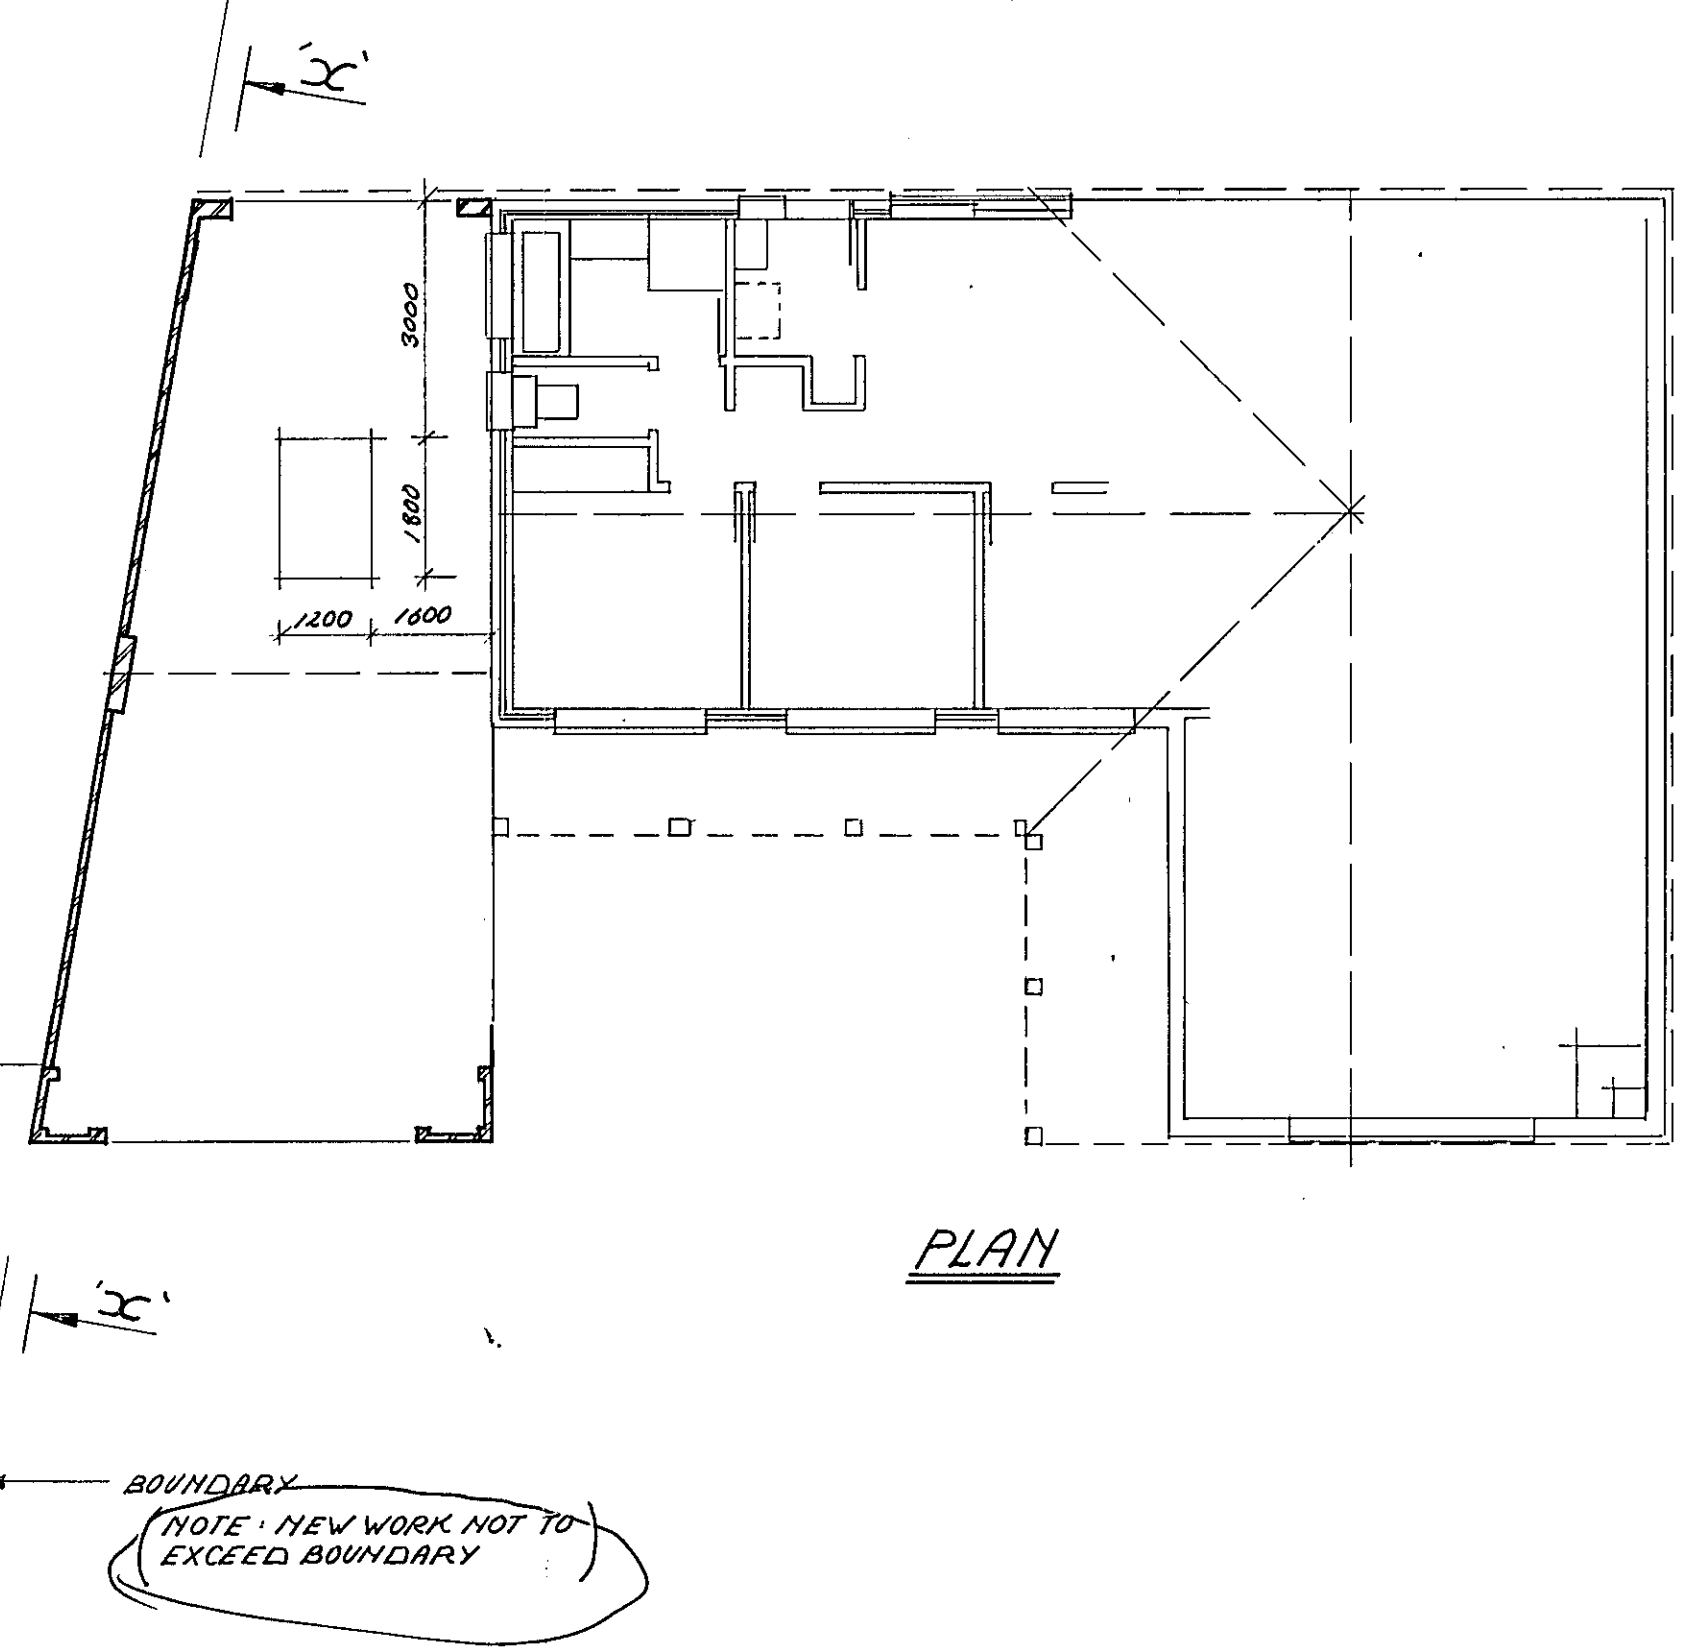 'X'
3000
1800
1200
1600
PLAN
'X'
BOUNDARY
(NOTE: NEW WORK NOT TO
EXCEED BOUNDARY)